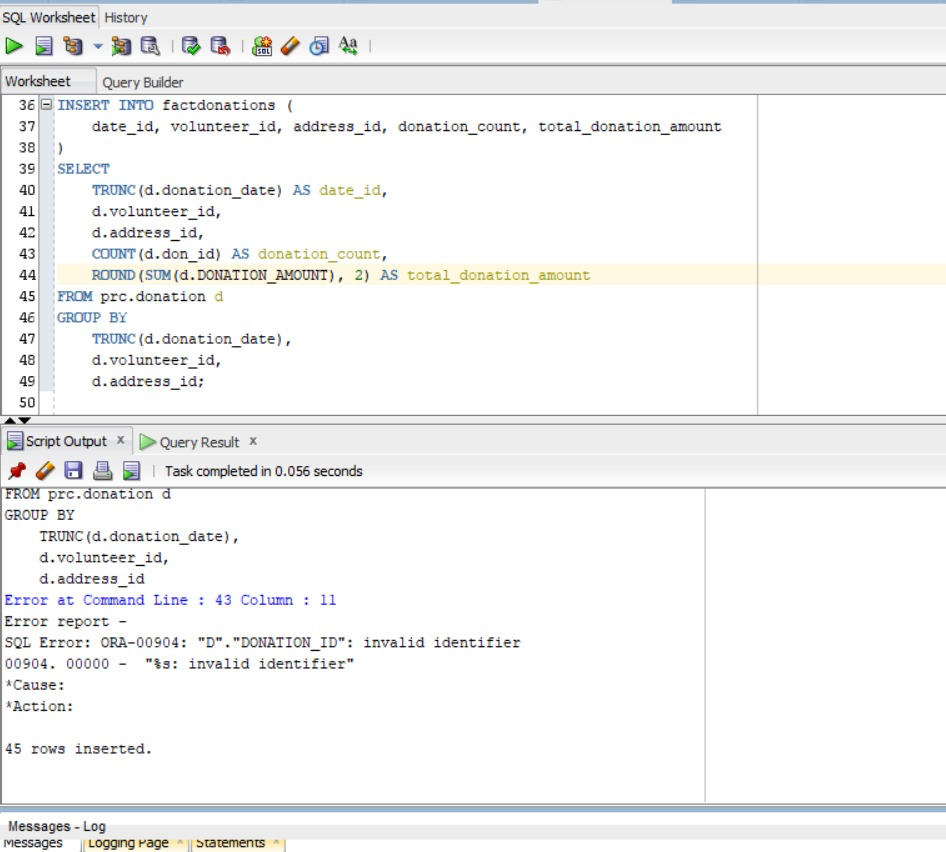 SQL Worksheet History
Worksheet Query Builder
36 INSERT INTO factdonations (
37 date_id, volunteer_id, address_id, donation_count, total_donation_amount
38 )
39 SELECT
40 TRUNC(d.donation_date) AS date_id,
41 d.volunteer_id,
42 d.address_id,
43 COUNT(d.don_id) AS donation_count,
44 ROUND(SUM(d.DONATION_AMOUNT), 2) AS total_donation_amount
45 FROM prc.donation d
46 GROUP BY
47 TRUNC(d.donation_date),
48 d.volunteer_id,
49 d.address_id;
50
Script Output x Query Result x
Task completed in 0.056 seconds
FROM prc.donation d
GROUP BY
TRUNC(d.donation_date),
d.volunteer_id,
d.address_id
Error at Command Line : 43 Column : 11
Error report -
SQL Error: ORA-00904: "D"."DONATION_ID": invalid identifier
00904. 00000 -  "%s: invalid identifier"
*Cause:
*Action:
45 rows inserted.
Messages - Log
Messages Logging Page × Statements ×